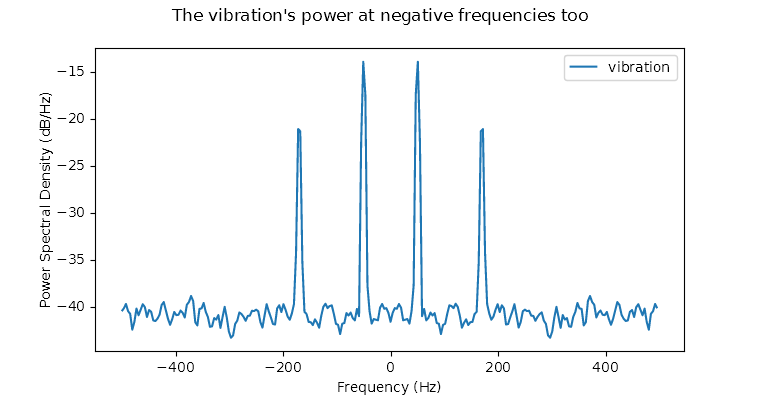 The vibration's power at negative frequencies too
vibration
Power Spectral Density (dB/Hz)
−15
−20
−25
−30
−35
−40
−400
−200
0
200
400
Frequency (Hz)